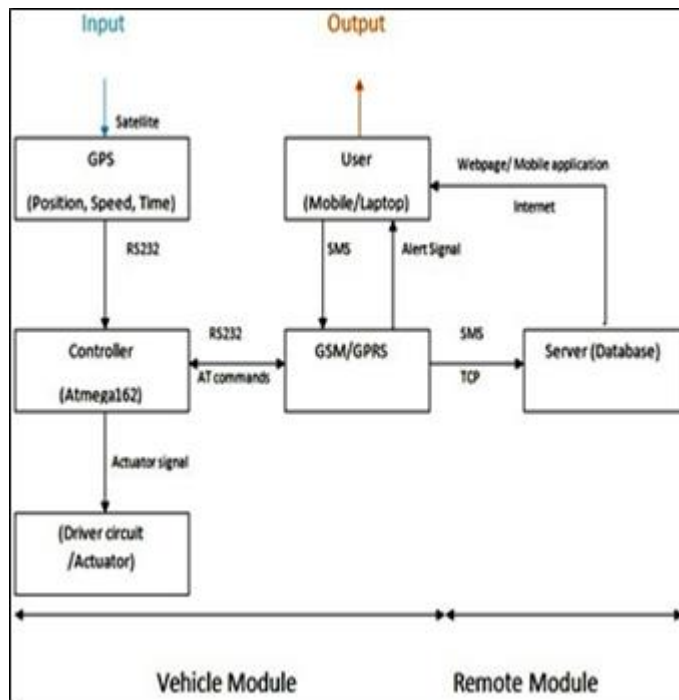 Input
Output
Satellite
GPS
(Position, Speed, Time)
User
(Mobile/Laptop)
Webpage/ Mobile application
Internet
RS232
SMS
Alert Signal
Controller
(Atmega162)
RS232
AT commands
GSM/GPRS
SMS
TCP
Server (Database)
Actuator signal
(Driver circuit
/Actuator)
Vehicle Module
Remote Module